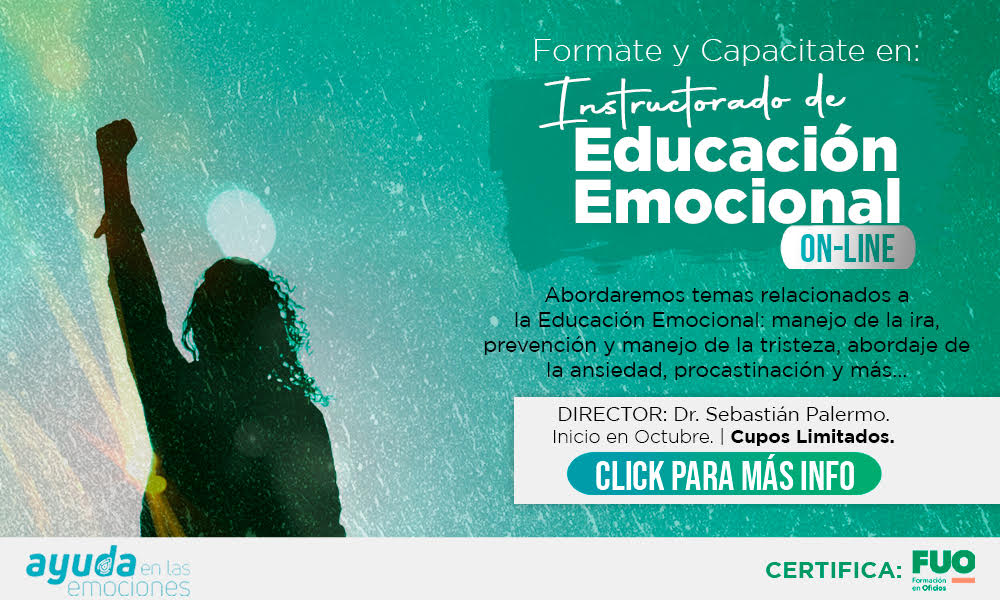 Formate y Capacitate en:
Instructorado de
Educación
Emocional
ON-LINE
Abordaremos temas relacionados a
la Educación Emocional: manejo de la ira,
prevención y manejo de la tristeza, abordaje de
la ansiedad, procastinación y más...
DIRECTOR: Dr. Sebastián Palermo.
Inicio en Octubre. | Cupos Limitados.
CLICK PARA MÁS INFO
ayuda en las
emociones
CERTIFICA: FUO
Formación
en Oficios